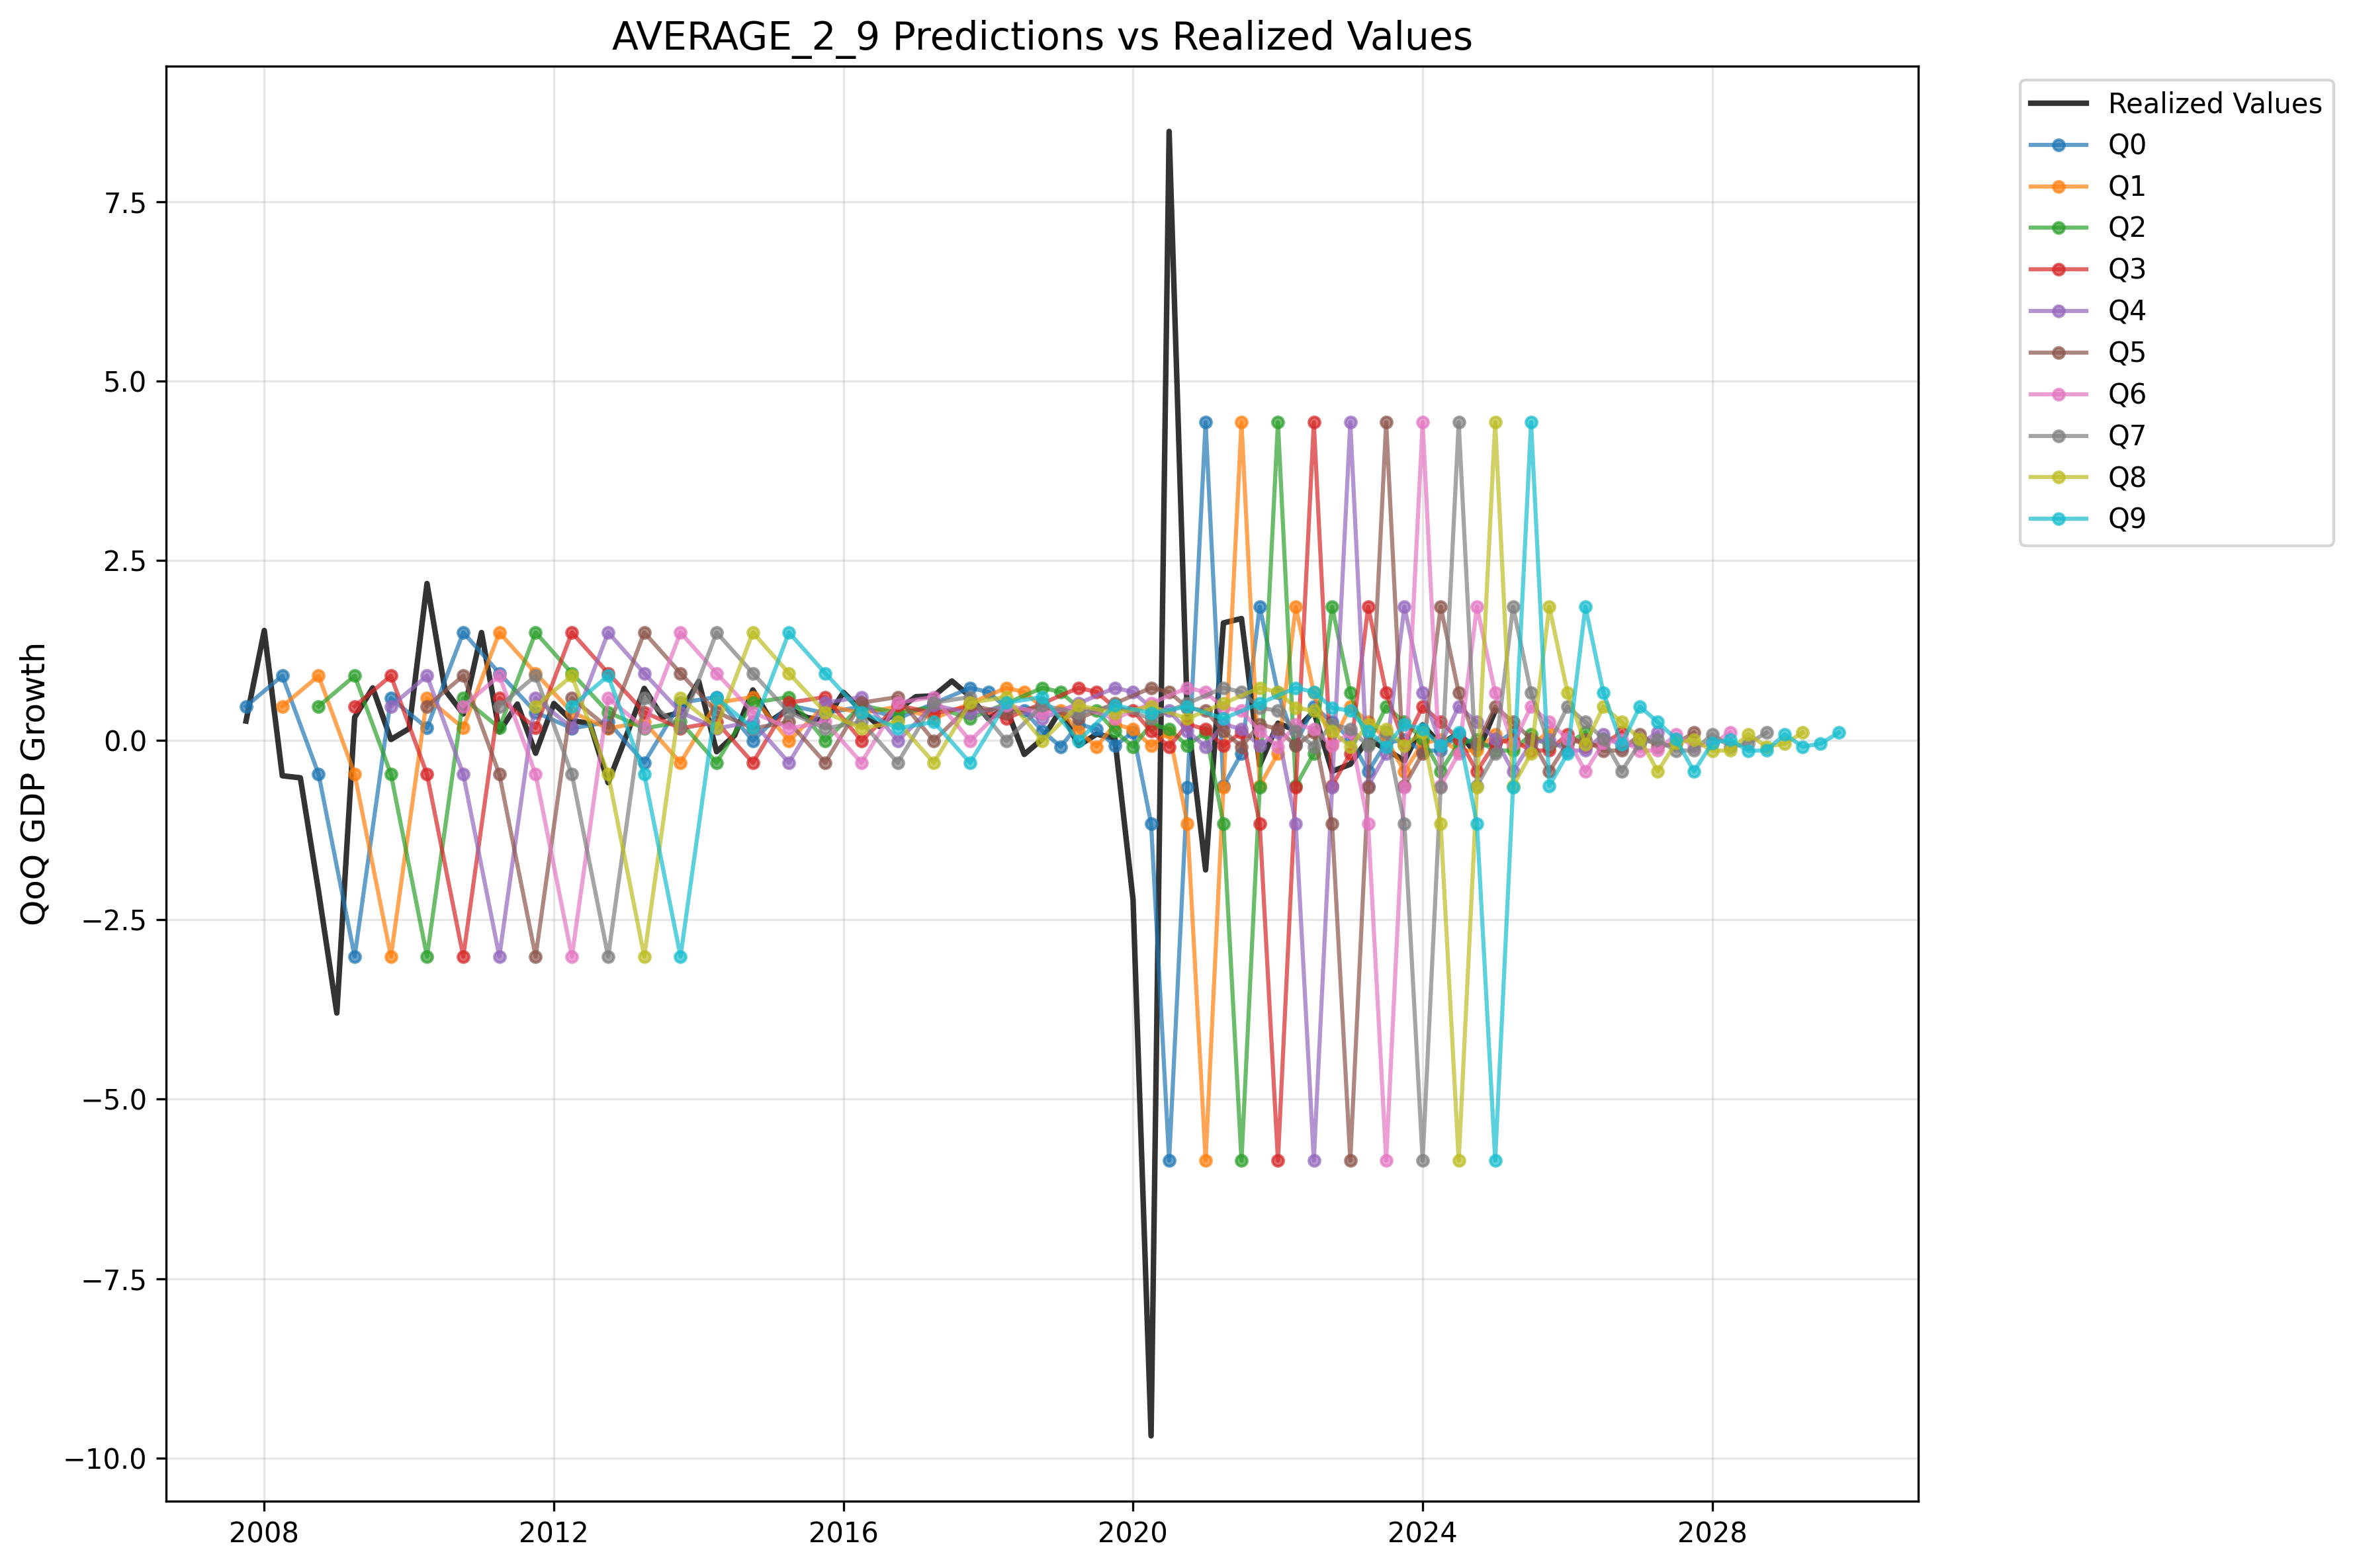 AVERAGE_2_9 Predictions vs Realized Values
QoQ GDP Growth
7.5
5.0
2.5
0.0
−2.5
−5.0
−7.5
−10.0
2008
2012
2016
2020
2024
2028
Realized Values
Q0
Q1
Q2
Q3
Q4
Q5
Q6
Q7
Q8
Q9